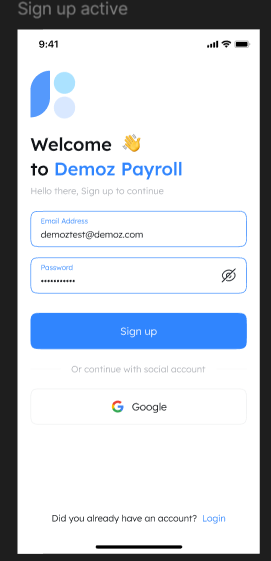 Sign up active
9:41
Welcome 👋
to Demoz Payroll
Hello there, Sign up to continue
Email Address
demoztest@demoz.com
Password
•••••••••••
Sign up
Or continue with social account
Google
Did you already have an account? Login